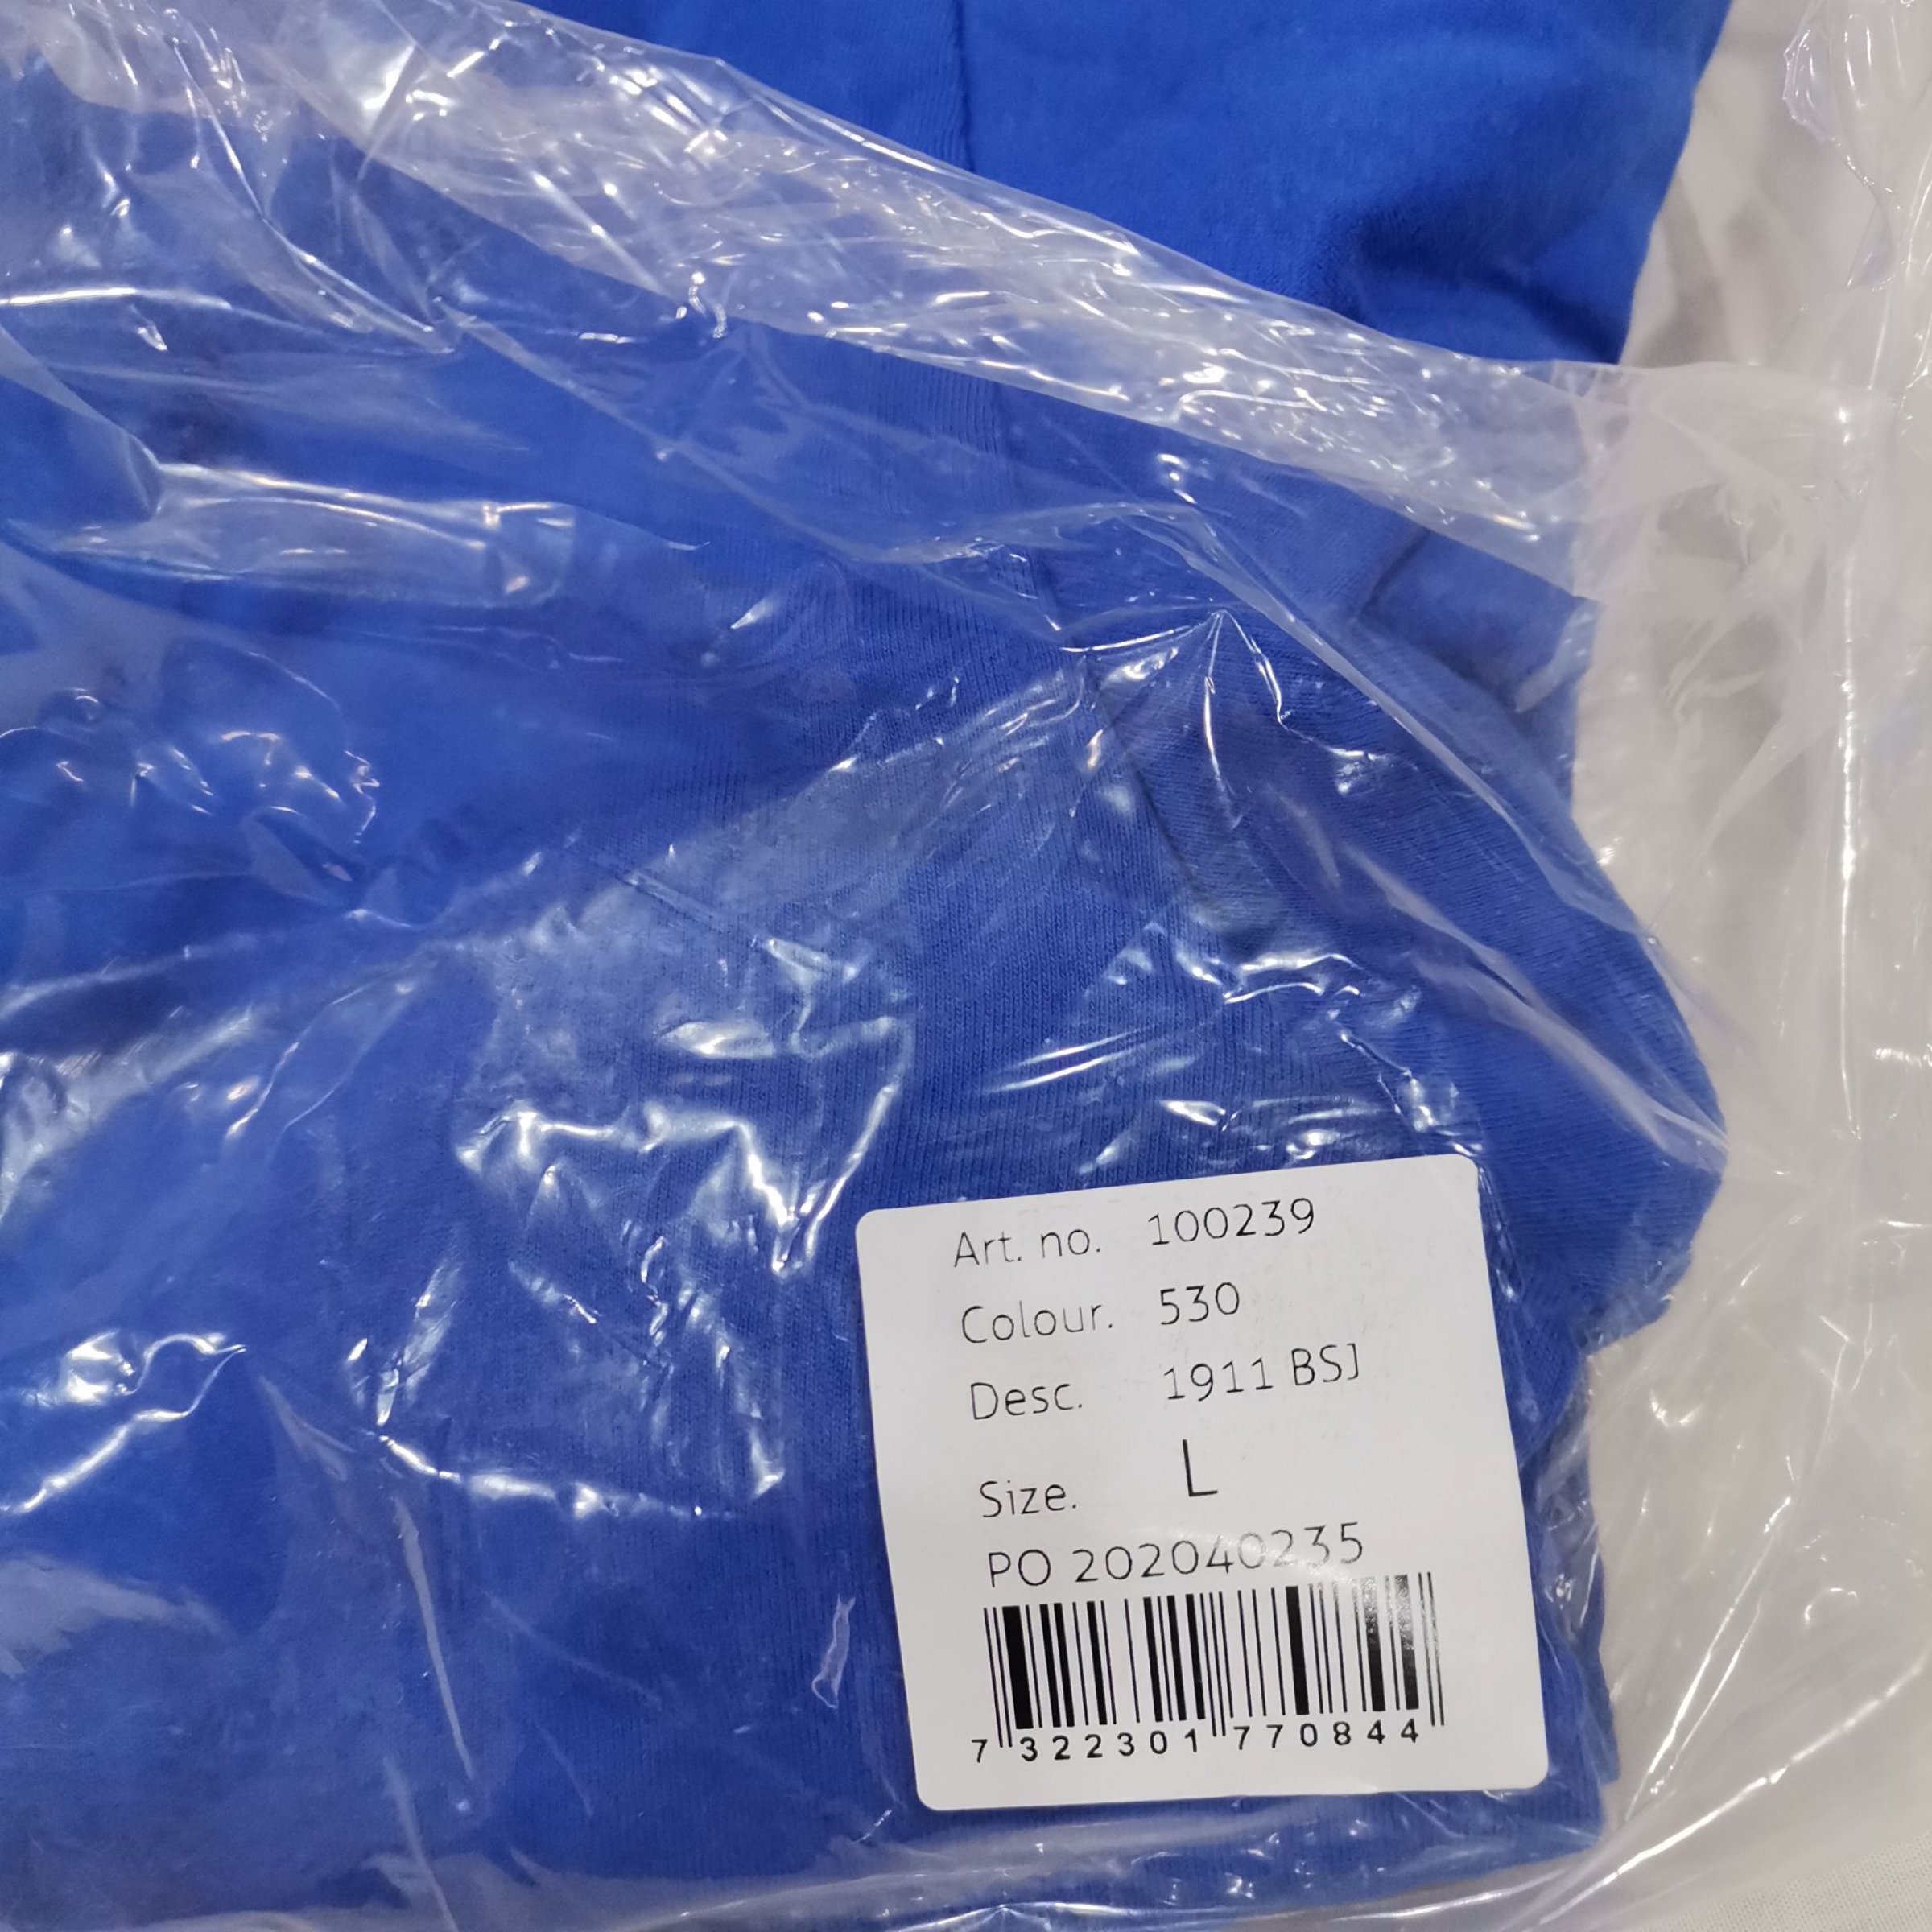 Art. no. 100239
Colour. 530
Desc. 1911 BSJ
Size. L
PO 202040235
7 322301 770844